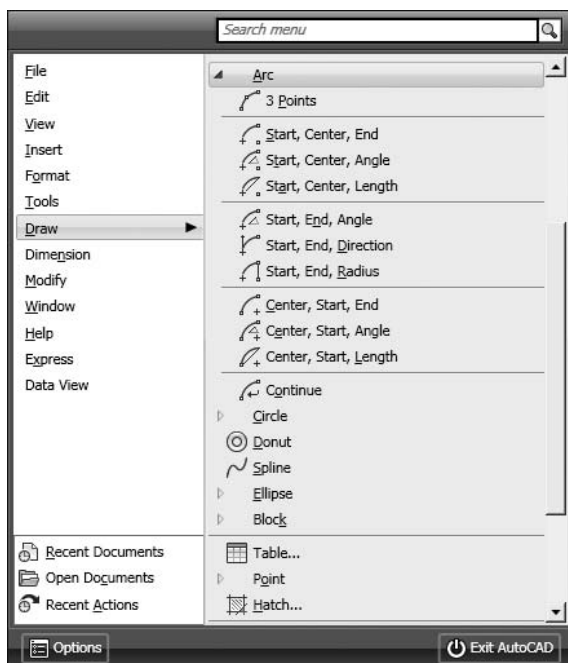 Search menu
File
Edit
View
Insert
Format
Tools
Draw
Dimension
Modify
Window
Help
Express
Data View
Recent Documents
Open Documents
Recent Actions
Arc
3 Points
Start, Center, End
Start, Center, Angle
Start, Center, Length
Start, End, Angle
Start, End, Direction
Start, End, Radius
Center, Start, End
Center, Start, Angle
Center, Start, Length
Continue
Circle
Donut
Spline
Ellipse
Block
Table...
Point
Hatch...
Options
Exit AutoCAD